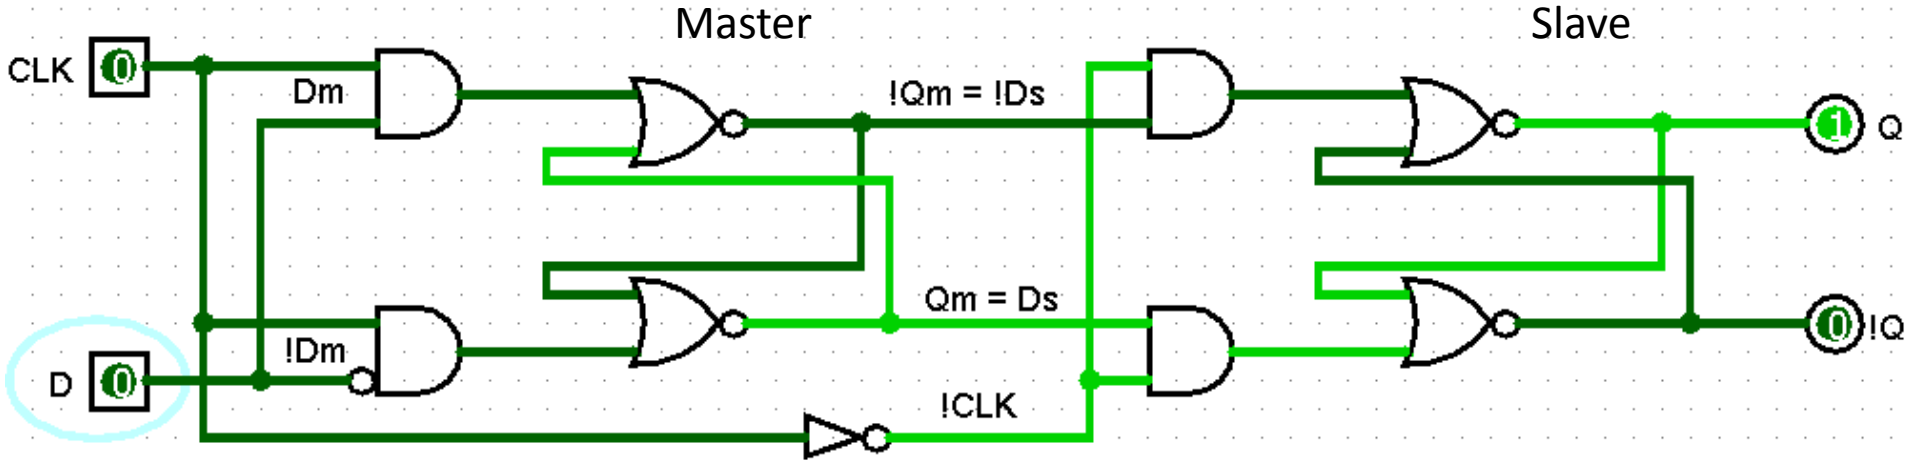 Master
Slave
CLK
0
Dm
!Qm = !Ds
1
Q
Qm = Ds
0
!Q
!Dm
D
0
!CLK